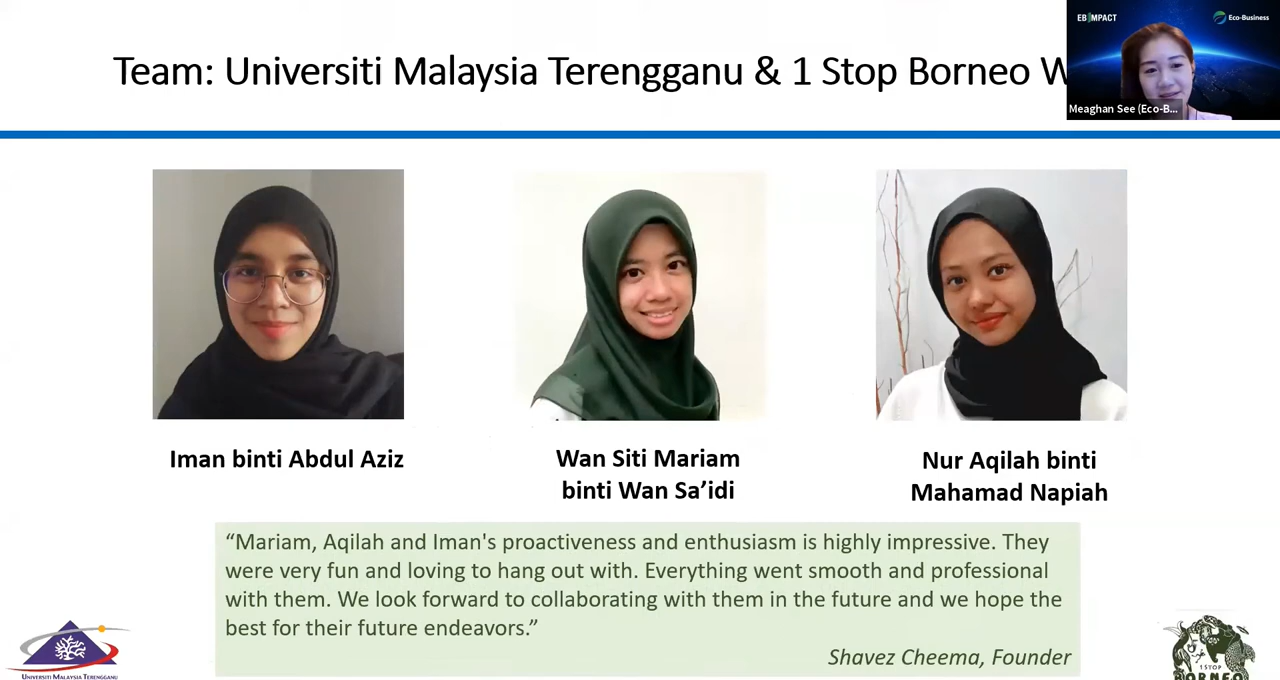 Team: Universiti Malaysia Terengganu & 1 Stop Borneo
EB IMPACT
Eco-Business
Meaghan See (Eco-B...
Iman binti Abdul Aziz
Wan Siti Mariam
binti Wan Sa’idi
Nur Aqilah binti
Mahamad Napiah
“Mariam, Aqilah and Iman's proactiveness and enthusiasm is highly impressive. They
were very fun and loving to hang out with. Everything went smooth and professional
with them. We look forward to collaborating with them in the future and we hope the
best for their future endeavors.”
Shavez Cheema, Founder
UNIVERSITI MALAYSIA TERENGGANU
1 STOP
BORNEO